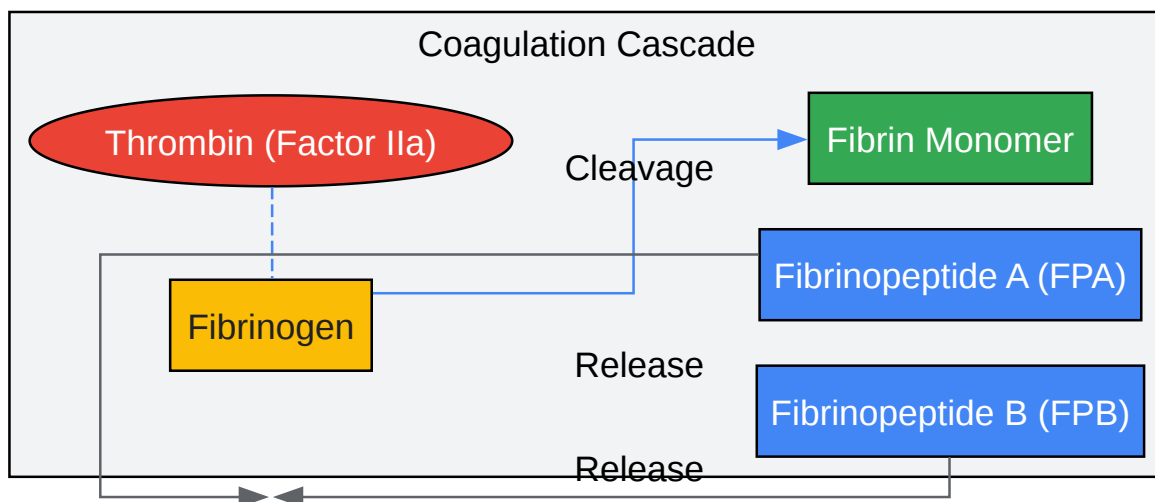 Coagulation Cascade
Thrombin (Factor IIa)
Fibrin Monomer
Cleavage
Fibrinopeptide A (FPA)
Fibrinogen
Release
Fibrinopeptide B (FPB)
Release